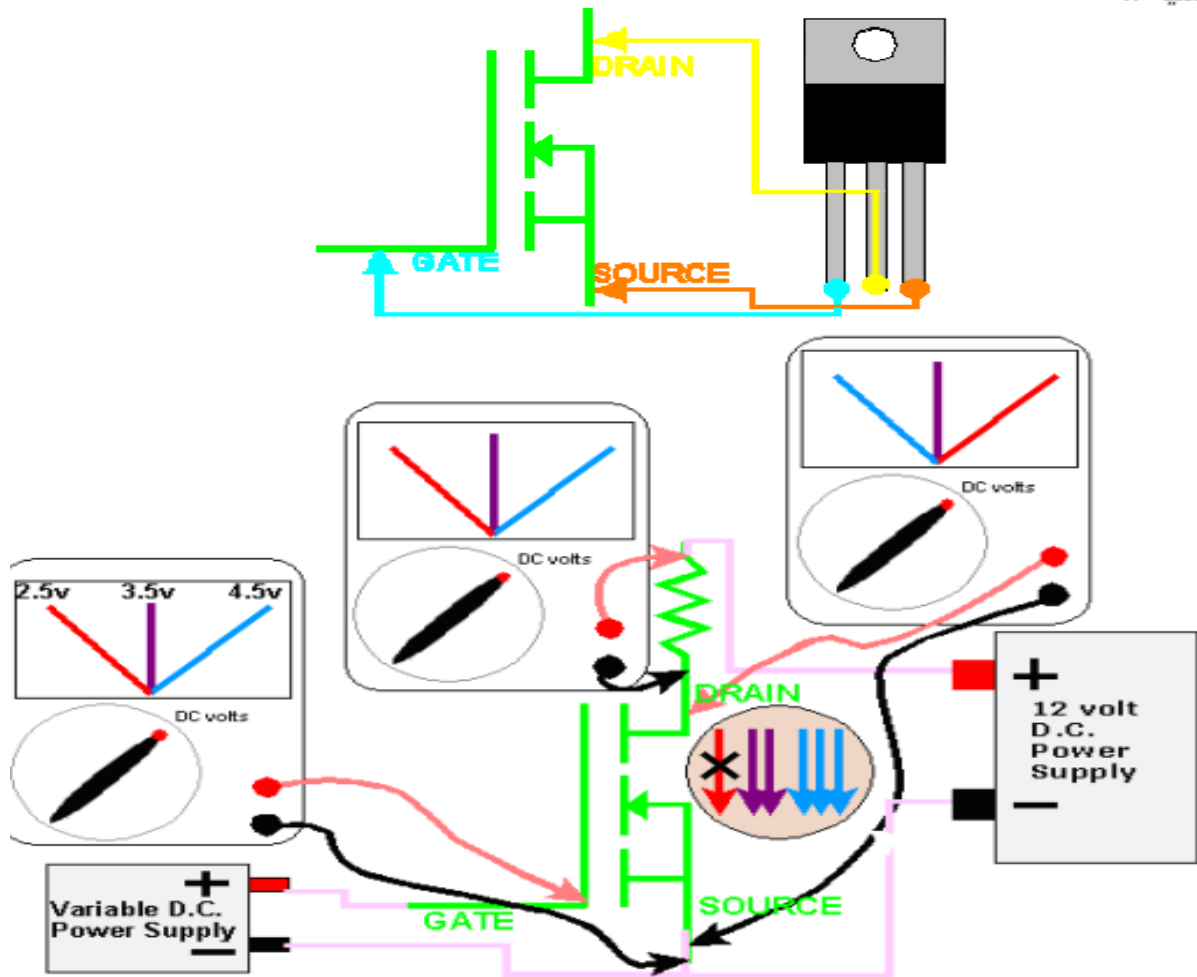 DRAIN
GATE
SOURCE
DC volts
DC volts
2.5v 3.5v 4.5v
DC volts
DRAIN
+
12 volt
D.C.
Power
Supply
−
+
Variable D.C.
Power Supply
−
GATE
SOURCE